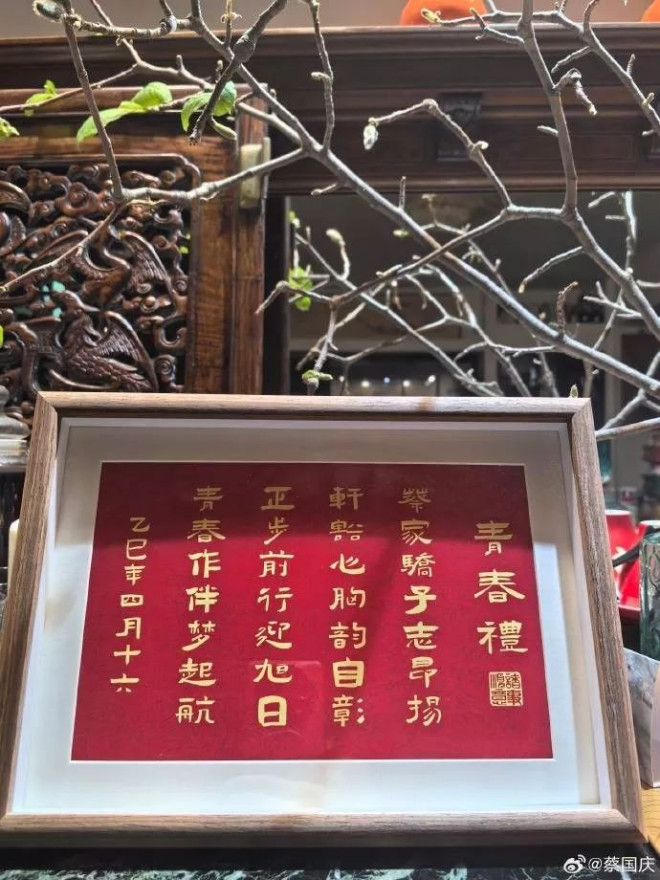 青春禮
蔡家驕子志昂揚
軒豁心胸韵自彰
正步前行迎旭日
青春作伴梦起航
乙巳年四月十六
@蔡国庆